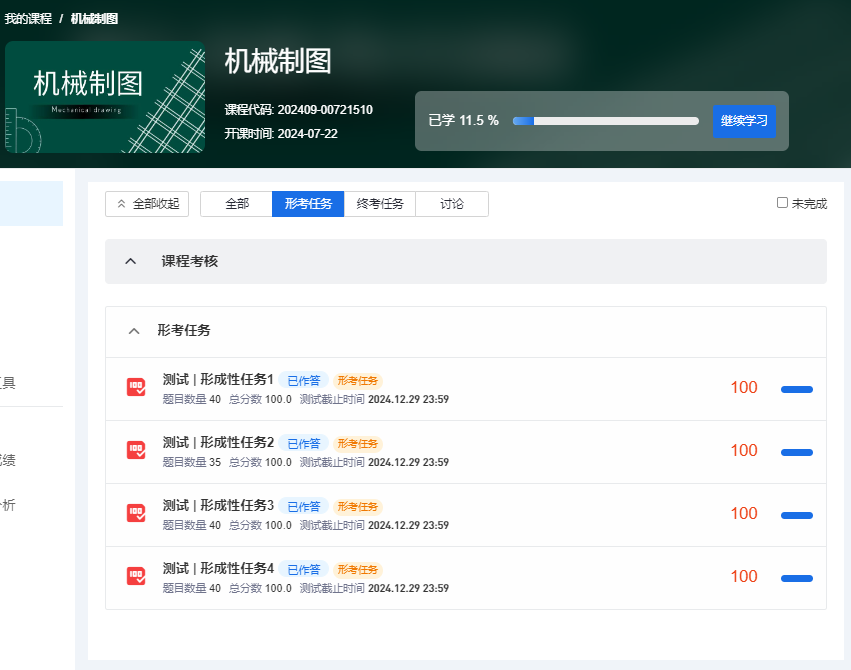 我的课程 / 机械制图
机械制图
Mechanical drawing
机械制图
课程代码: 202409-00721510
开课时间: 2024-07-22
已学 11.5 %
继续学习
全部收起
全部
形考任务
终考任务
讨论
未完成
课程考核
形考任务
测试 | 形成性任务1 已作答 形考任务
题目数量 40 总分数 100.0 测试截止时间 2024.12.29 23:59
100
测试 | 形成性任务2 已作答 形考任务
题目数量 35 总分数 100.0 测试截止时间 2024.12.29 23:59
100
测试 | 形成性任务3 已作答 形考任务
题目数量 40 总分数 100.0 测试截止时间 2024.12.29 23:59
100
测试 | 形成性任务4 已作答 形考任务
题目数量 40 总分数 100.0 测试截止时间 2024.12.29 23:59
100
具
绩
析